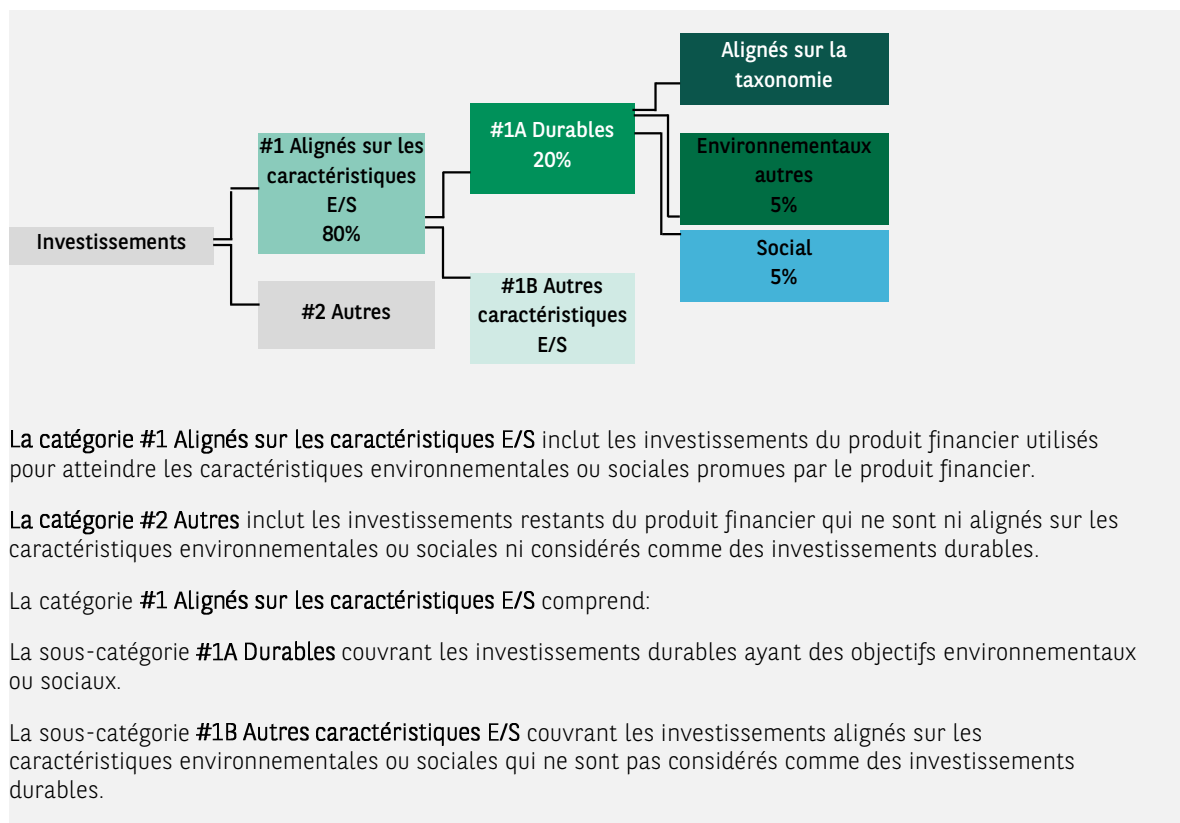 Investissements
#1 Alignés sur les
caractéristiques
E/S
80%
#2 Autres
#1A Durables
20%
#1B Autres
caractéristiques
E/S
Alignés sur la
taxonomie
Environnementaux
autres
5%
Social
5%
La catégorie #1 Alignés sur les caractéristiques E/S inclut les investissements du produit financier utilisés
pour atteindre les caractéristiques environnementales ou sociales promues par le produit financier.
La catégorie #2 Autres inclut les investissements restants du produit financier qui ne sont ni alignés sur les
caractéristiques environnementales ou sociales ni considérés comme des investissements durables.
La catégorie #1 Alignés sur les caractéristiques E/S comprend:
La sous-catégorie #1A Durables couvrant les investissements durables ayant des objectifs environnementaux
ou sociaux.
La sous-catégorie #1B Autres caractéristiques E/S couvrant les investissements alignés sur les
caractéristiques environnementales ou sociales qui ne sont pas considérés comme des investissements
durables.